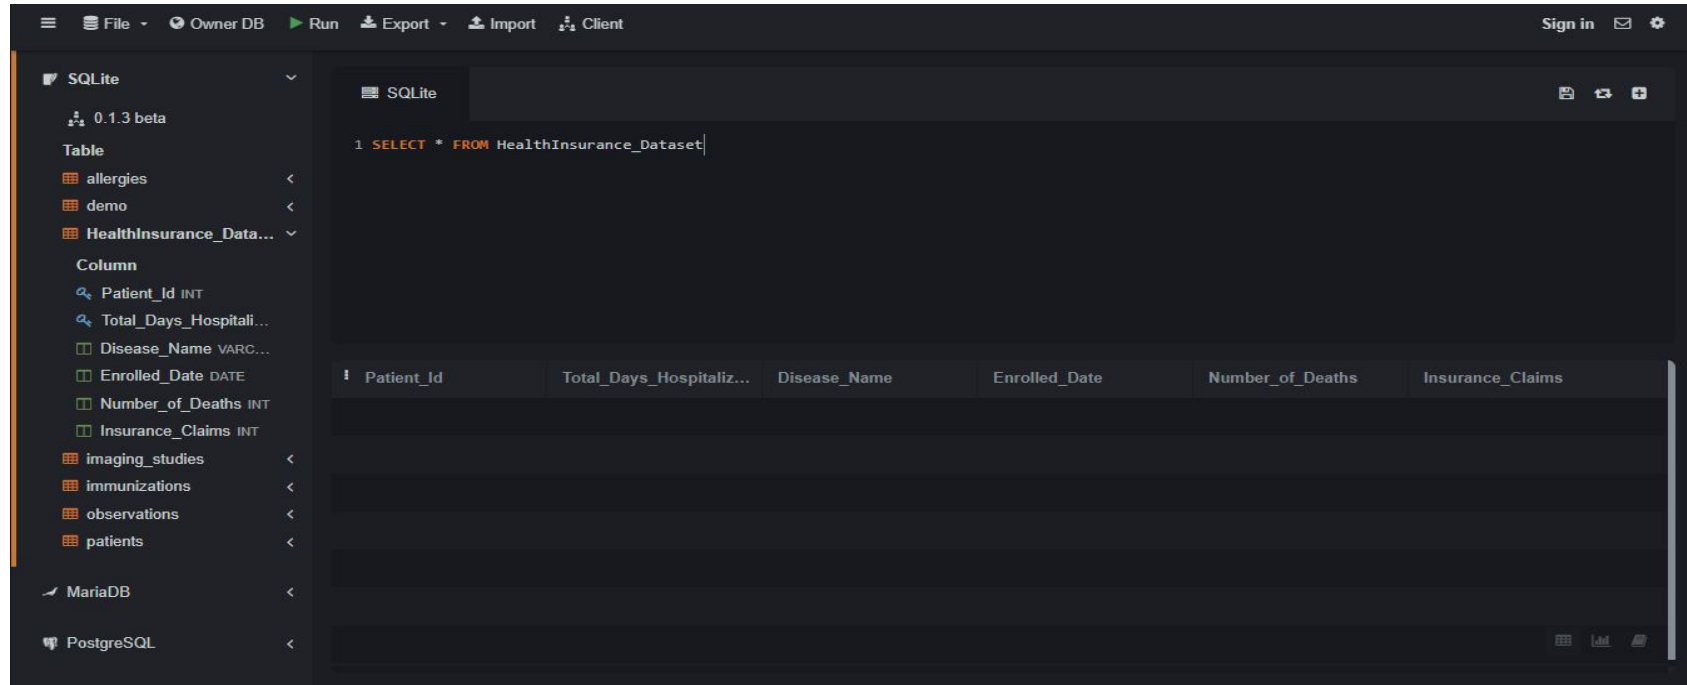 File Owner DB Run Export Import Client Sign in
SQLite
0.1.3 beta
Table
allergies
demo
HealthInsurance_Data...
Column
Patient_Id INT
Total_Days_Hospitali...
Disease_Name VARC...
Enrolled_Date DATE
Number_of_Deaths INT
Insurance_Claims INT
imaging_studies
immunizations
observations
patients
MariaDB
PostgreSQL
SQLite
1 SELECT * FROM HealthInsurance_Dataset
Patient_Id Total_Days_Hospitaliz... Disease_Name Enrolled_Date Number_of_Deaths Insurance_Claims